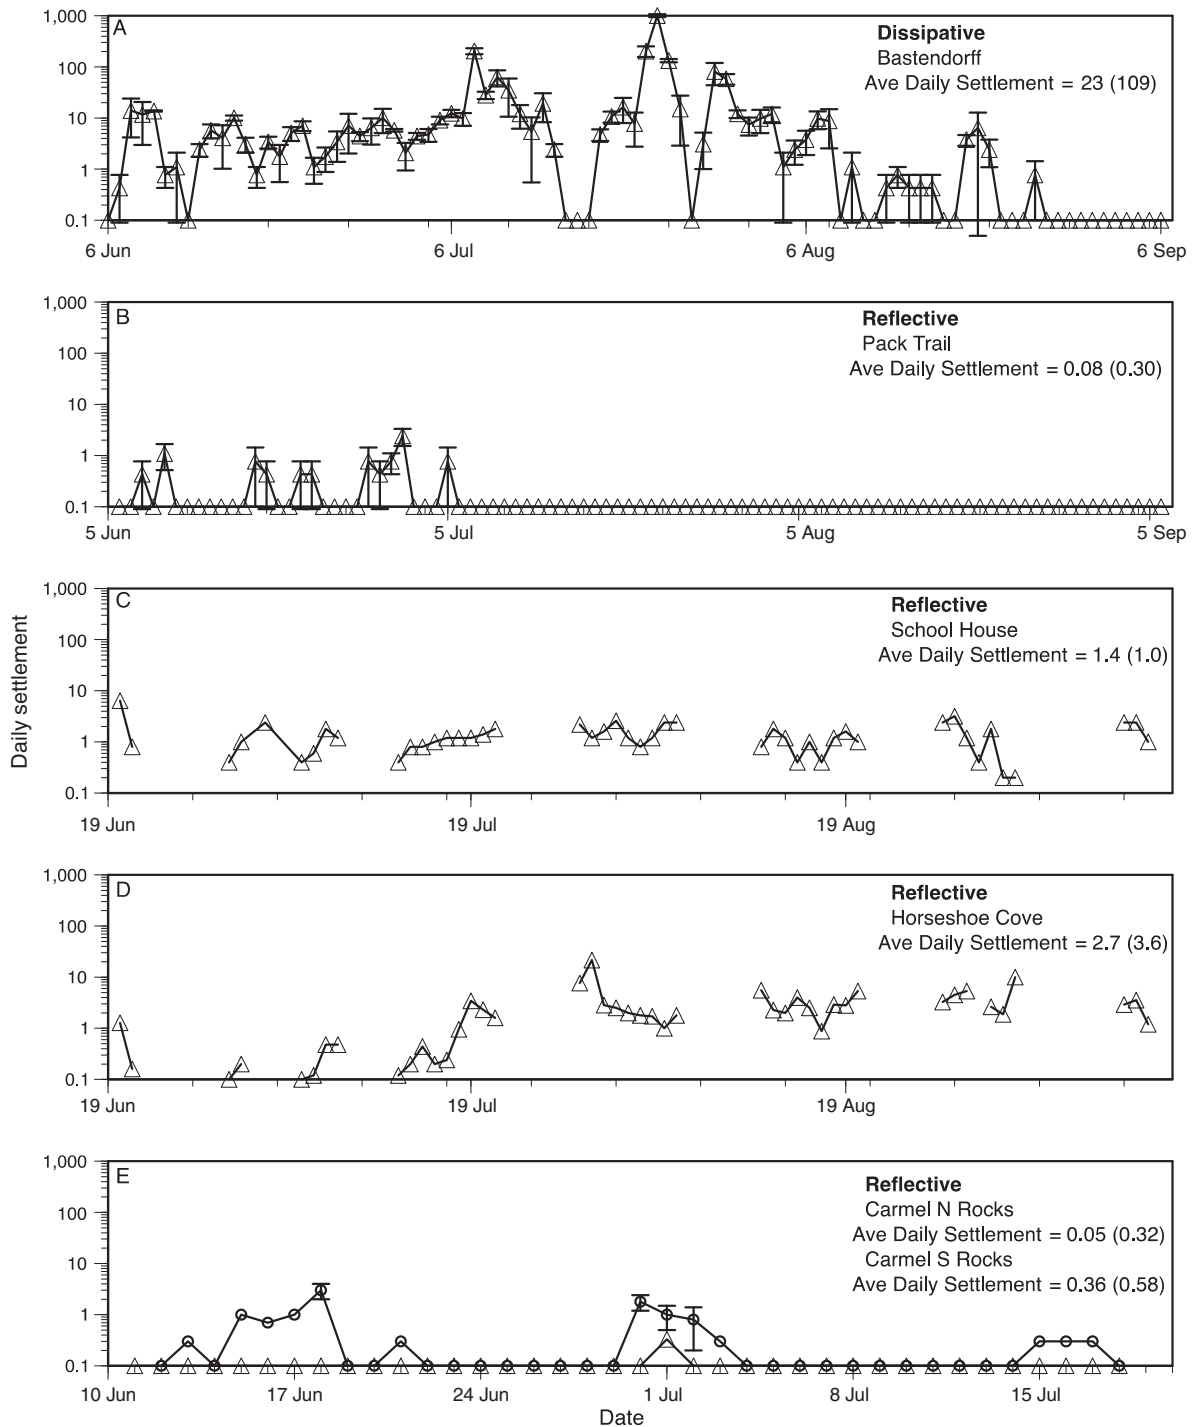 A
Dissipative
Bastendorff
Ave Daily Settlement = 23 (109)
1,000
100
10
1
0.1
6 Jun
6 Jul
6 Aug
6 Sep
B
Reflective
Pack Trail
Ave Daily Settlement = 0.08 (0.30)
1,000
100
10
1
0.1
5 Jun
5 Jul
5 Aug
5 Sep
C
Reflective
School House
Ave Daily Settlement = 1.4 (1.0)
1,000
100
10
1
0.1
19 Jun
19 Jul
19 Aug
Daily settlement
D
Reflective
Horseshoe Cove
Ave Daily Settlement = 2.7 (3.6)
1,000
100
10
1
0.1
19 Jun
19 Jul
19 Aug
E
Reflective
Carmel N Rocks
Ave Daily Settlement = 0.05 (0.32)
Carmel S Rocks
Ave Daily Settlement = 0.36 (0.58)
1,000
100
10
1
0.1
10 Jun
17 Jun
24 Jun
1 Jul
8 Jul
15 Jul
Date